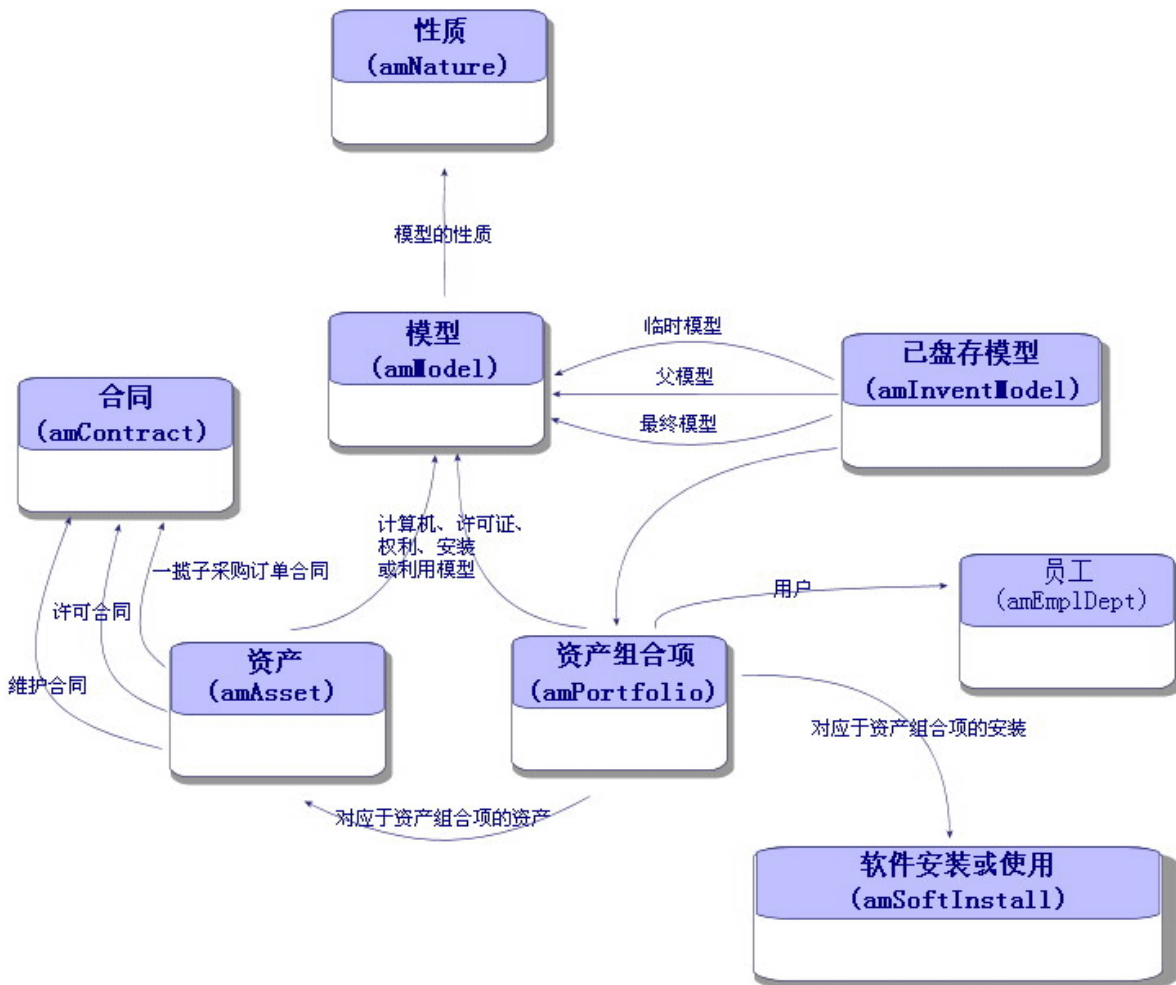 性质
(amNature)
模型的性质
模型
(amModel)
临时模型
父模型
最终模型
已盘存模型
(amInventModel)
合同
(amContract)
计算机、许可证、
权利、安装
或利用模型
一揽子采购订单合同
许可合同
维护合同
用户
员工
(amEmplDept)
资产
(amAsset)
资产组合项
(amPortfolio)
对应于资产组合项的安装
对应于资产组合项的资产
软件安装或使用
(amSoftInstall)